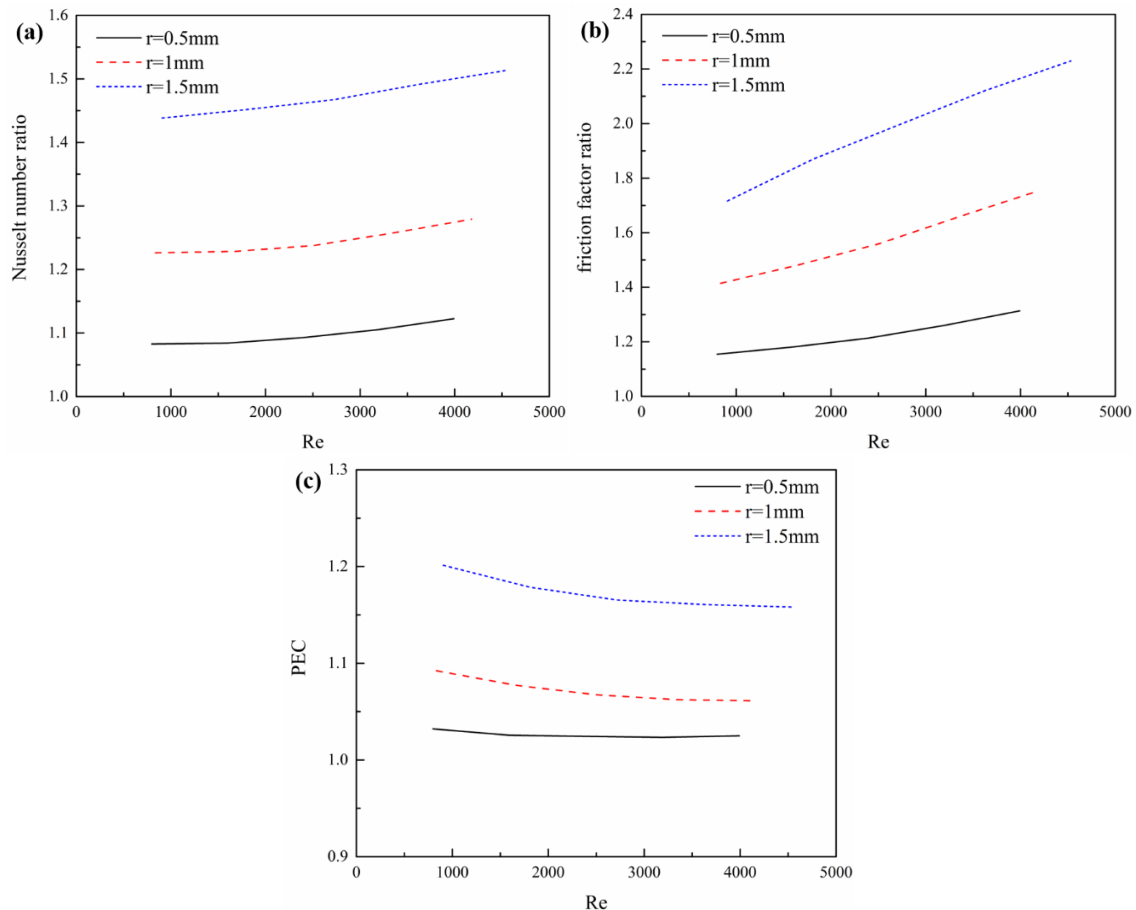 (a)
r=0.5mm
r=1mm
r=1.5mm
1.6
1.5
1.4
1.3
1.2
1.1
1.0
Nusselt number ratio
0 1000 2000 3000 4000 5000
Re
(b)
r=0.5mm
r=1mm
r=1.5mm
2.4
2.2
2.0
1.8
1.6
1.4
1.2
1.0
friction factor ratio
0 1000 2000 3000 4000 5000
Re
(c)
r=0.5mm
r=1mm
r=1.5mm
1.3
1.2
1.1
1.0
0.9
PEC
0 1000 2000 3000 4000 5000
Re